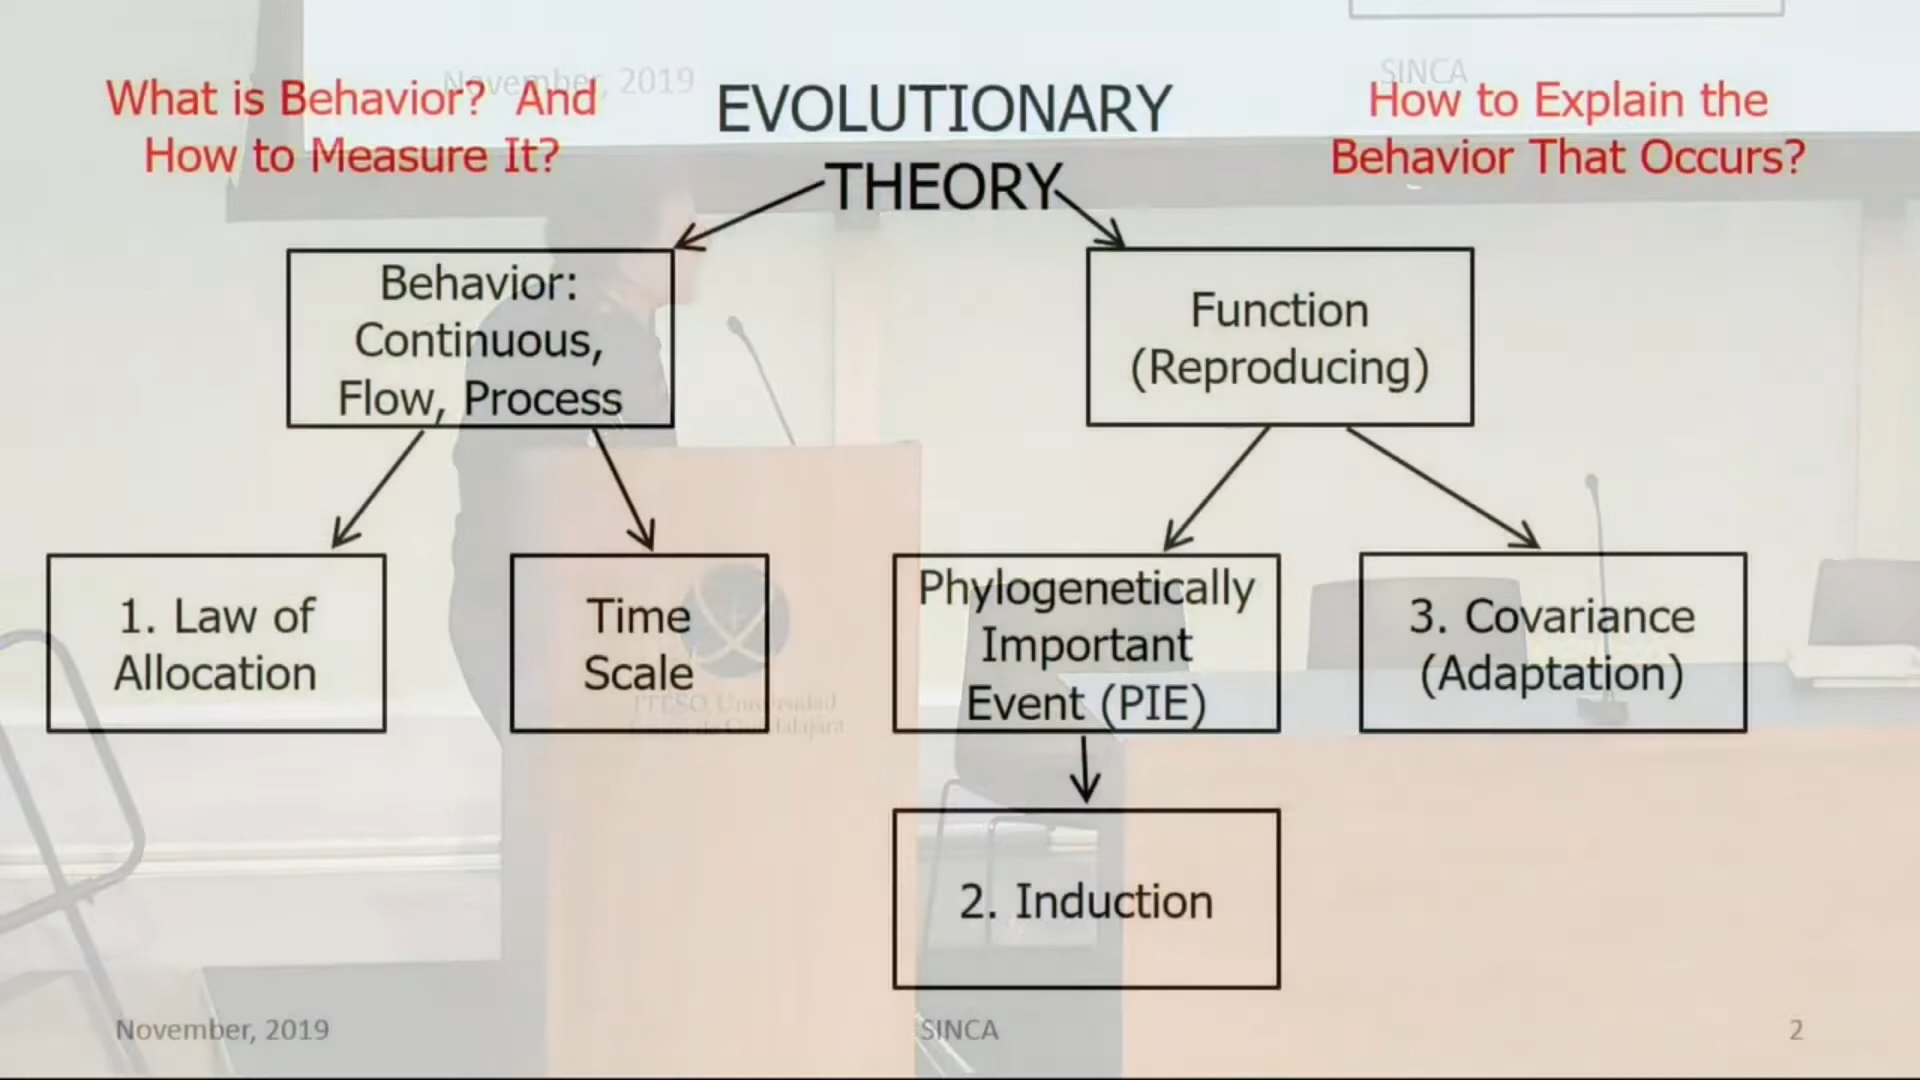 November, 2019
SINCA
What is Behavior? And
How to Measure It?
EVOLUTIONARY
THEORY
How to Explain the
Behavior That Occurs?
Behavior:
Continuous,
Flow, Process
Function
(Reproducing)
1. Law of
Allocation
Time
Scale
Phylogenetically
Important
Event (PIE)
3. Covariance
(Adaptation)
ITESO, Universidad
2. Induction
November, 2019
SINCA
2